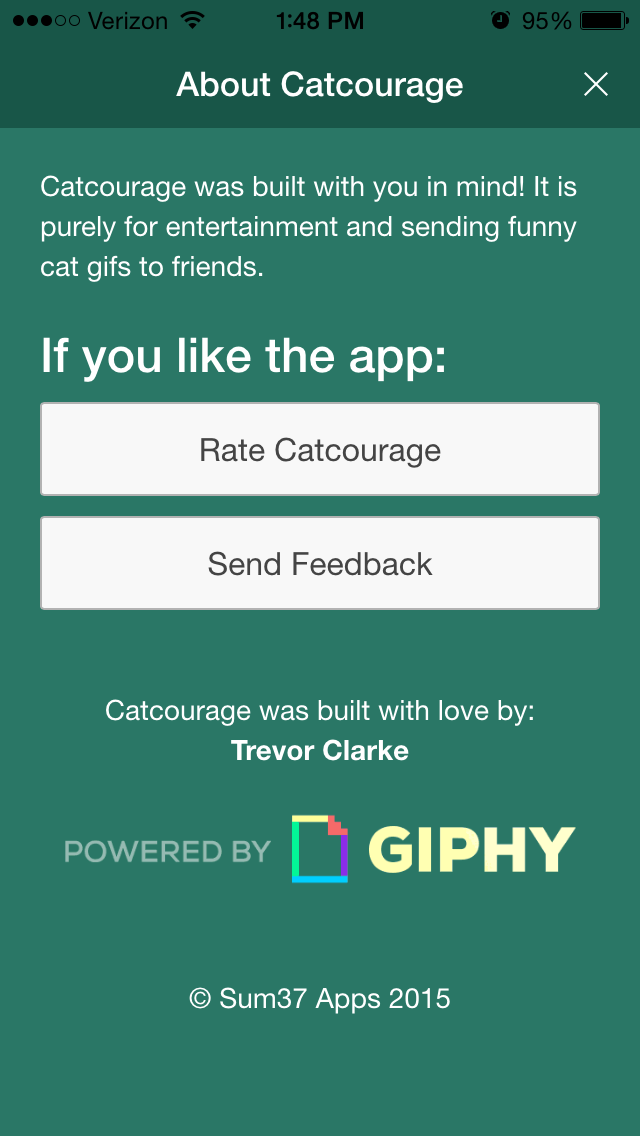 Verizon 1:48 PM 95%
About Catcourage
Catcourage was built with you in mind! It is
purely for entertainment and sending funny
cat gifs to friends.
If you like the app:
Rate Catcourage
Send Feedback
Catcourage was built with love by:
Trevor Clarke
POWERED BY GIPHY
© Sum37 Apps 2015